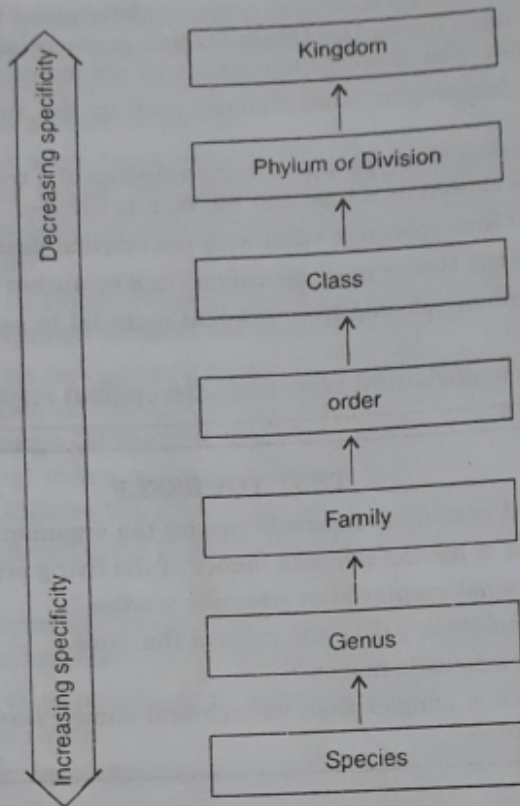 Kingdom
Decreasing specificity
Phylum or Division
Class
order
Family
Genus
Increasing specificity
Species